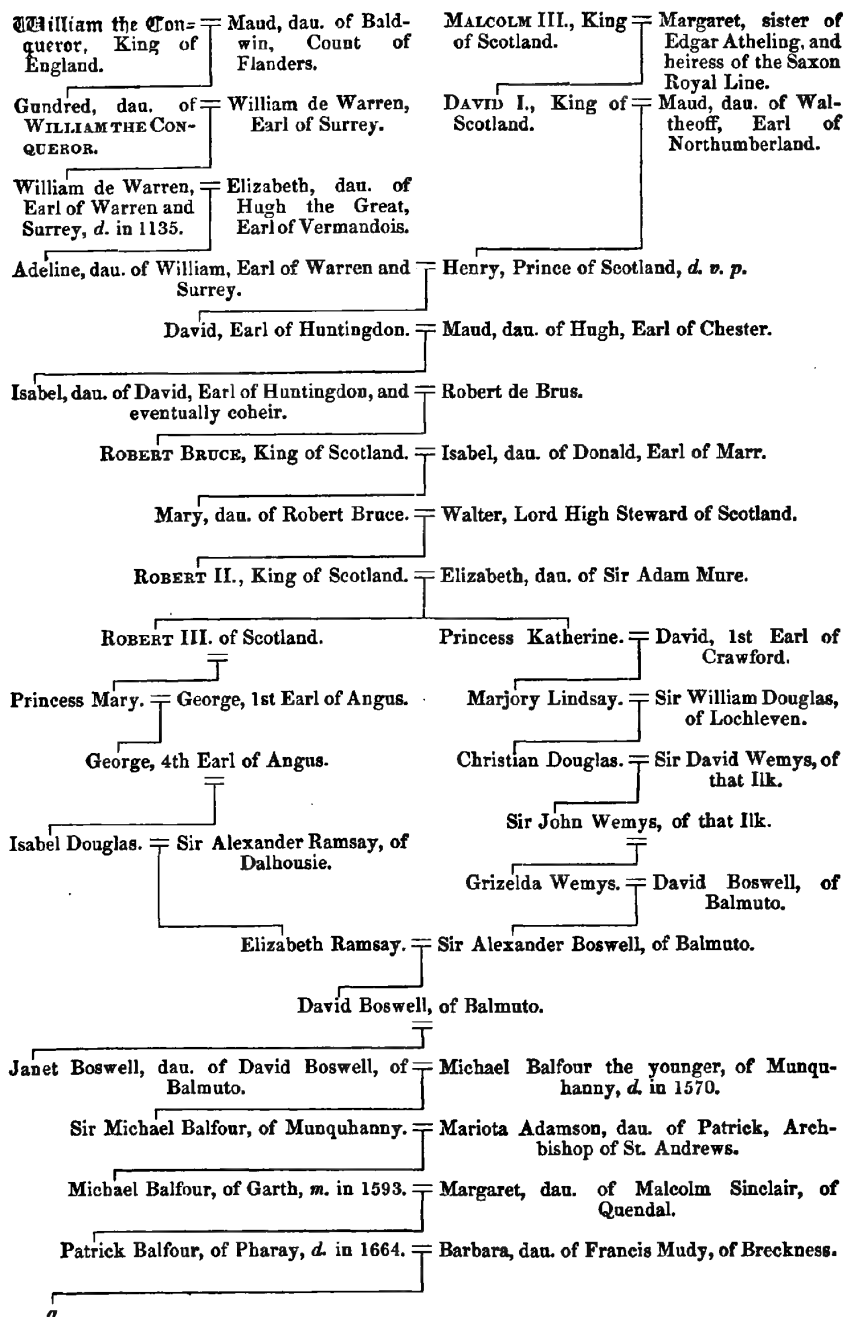 William the Con-
queror, King of
England.
Maud, dau. of Bald-
win, Count of
Flanders.
MALCOLM III., King
of Scotland.
Margaret, sister of
Edgar Atheling, and
heiress of the Saxon
Royal Line.
Gundred, dau. of
WILLIAM THE CON-
QUEROR.
William de Warren,
Earl of Surrey.
DAVID I., King of
Scotland.
Maud, dau. of Wal-
theoff, Earl of
Northumberland.
William de Warren,
Earl of Warren and
Surrey, d. in 1135.
Elizabeth, dau. of
Hugh the Great,
Earl of Vermandois.
Adeline, dau. of William, Earl of Warren and
Surrey.
Henry, Prince of Scotland, d. v. p.
David, Earl of Huntingdon.
Maud, dau. of Hugh, Earl of Chester.
Isabel, dau. of David, Earl of Huntingdon, and
eventually coheir.
Robert de Brus.
ROBERT BRUCE, King of Scotland.
Isabel, dau. of Donald, Earl of Marr.
Mary, dau. of Robert Bruce.
Walter, Lord High Steward of Scotland.
ROBERT II., King of Scotland.
Elizabeth, dau. of Sir Adam Mure.
ROBERT III. of Scotland.
Princess Katherine.
David, 1st Earl of
Crawford.
Princess Mary.
George, 1st Earl of Angus.
Marjory Lindsay.
Sir William Douglas,
of Lochleven.
George, 4th Earl of Angus.
Christian Douglas.
Sir David Wemys, of
that Ilk.
Isabel Douglas.
Sir Alexander Ramsay, of
Dalhousie.
Sir John Wemys, of that Ilk.
Grizelda Wemys.
David Boswell, of
Balmuto.
Elizabeth Ramsay.
Sir Alexander Boswell, of Balmuto.
David Boswell, of Balmuto.
Janet Boswell, dau. of David Boswell, of
Balmuto.
Michael Balfour the younger, of Munqu-
hanny, d. in 1570.
Sir Michael Balfour, of Munquhanny.
Mariota Adamson, dau. of Patrick, Arch-
bishop of St. Andrews.
Michael Balfour, of Garth, m. in 1593.
Margaret, dau. of Malcolm Sinclair, of
Quendal.
Patrick Balfour, of Pharay, d. in 1664.
Barbara, dau. of Francis Mudy, of Breckness.
a